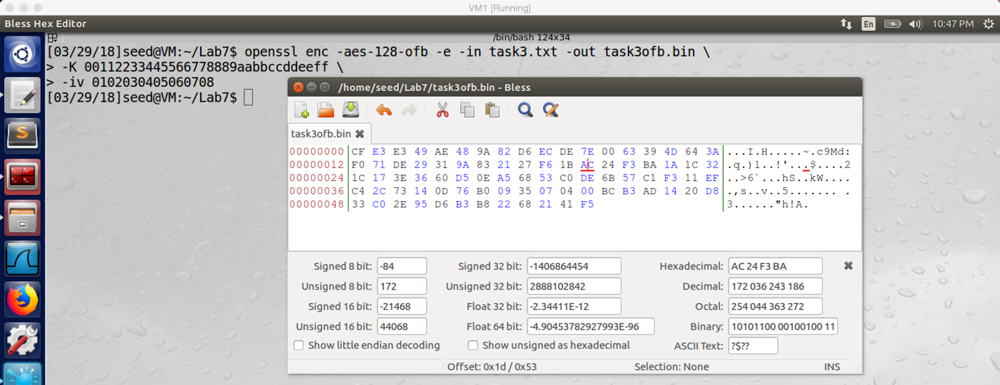 VM1 [Running]
Bless Hex Editor
En
10:47 PM
/bin/bash 124x34
[03/29/18]seed@VM:~/Lab7$ openssl enc -aes-128-ofb -e -in task3.txt -out task3ofb.bin \
> -K 00112233445566778889aabbccddeeff \
> -iv 0102030405060708
[03/29/18]seed@VM:~/Lab7$
/home/seed/Lab7/task3ofb.bin - Bless
task3ofb.bin
00000000 CF E3 E3 49 AE 48 9A 82 D6 EC DE 7E 00 63 39 4D 64 3A ...I.H.....~.c9Md:
00000012 F0 71 DE 29 31 9A 83 21 27 F6 1B AC 24 F3 BA 1A 1C 32 .q.)1..!'...$....2
00000024 1C 17 3E 36 60 D5 0E A5 68 53 C0 DE 6B 57 C1 F3 11 EF ..>6`...hS..kW....
00000036 C4 2C 73 14 0D 76 B0 09 35 07 04 00 BC B3 AD 14 20 D8 .,s..v..5....... .
00000048 33 C0 2E 95 D6 B3 B8 22 68 21 41 F5 3......"h!A.
Signed 8 bit: -84 Signed 32 bit: -1406864454 Hexadecimal: AC 24 F3 BA
Unsigned 8 bit: 172 Unsigned 32 bit: 2888102842 Decimal: 172 036 243 186
Signed 16 bit: -21468 Float 32 bit: -2.34411E-12 Octal: 254 044 363 272
Unsigned 16 bit: 44068 Float 64 bit: -4.90453782927993E-96 Binary: 10101100 00100100 11
Show little endian decoding Show unsigned as hexadecimal ASCII Text: ?$??
Offset: 0x1d / 0x53 Selection: None INS